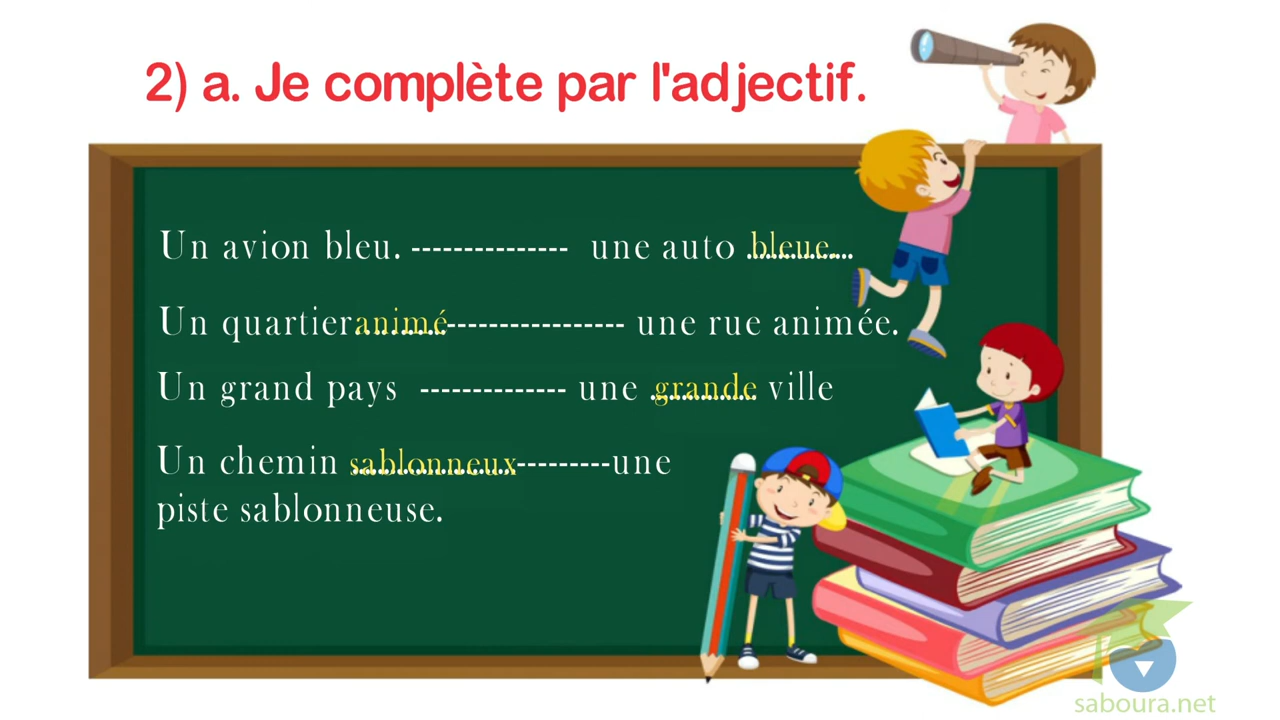 2) a. Je complète par l'adjectif.
Un avion bleu. --------------- une auto bleue
Un quartier animé ----------------- une rue animée.
Un grand pays -------------- une grande ville
Un chemin sablonneux ---------une
piste sablonneuse.
saboura.net